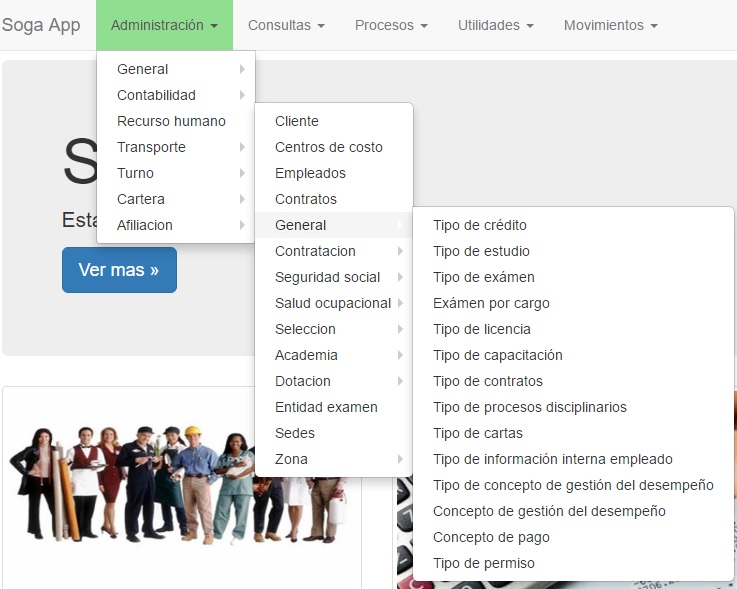 Soga App
Administración
Consultas
Procesos
Utilidades
Movimientos
General
Contabilidad
Recurso humano
Transporte
Turno
Cartera
Afiliacion
S
Esta
Ver mas »
Cliente
Centros de costo
Empleados
Contratos
General
Contratacion
Seguridad social
Salud ocupacional
Seleccion
Academia
Dotacion
Entidad examen
Sedes
Zona
Tipo de crédito
Tipo de estudio
Tipo de exámen
Exámen por cargo
Tipo de licencia
Tipo de capacitación
Tipo de contratos
Tipo de procesos disciplinarios
Tipo de cartas
Tipo de información interna empleado
Tipo de concepto de gestión del desempeño
Concepto de gestión del desempeño
Concepto de pago
Tipo de permiso